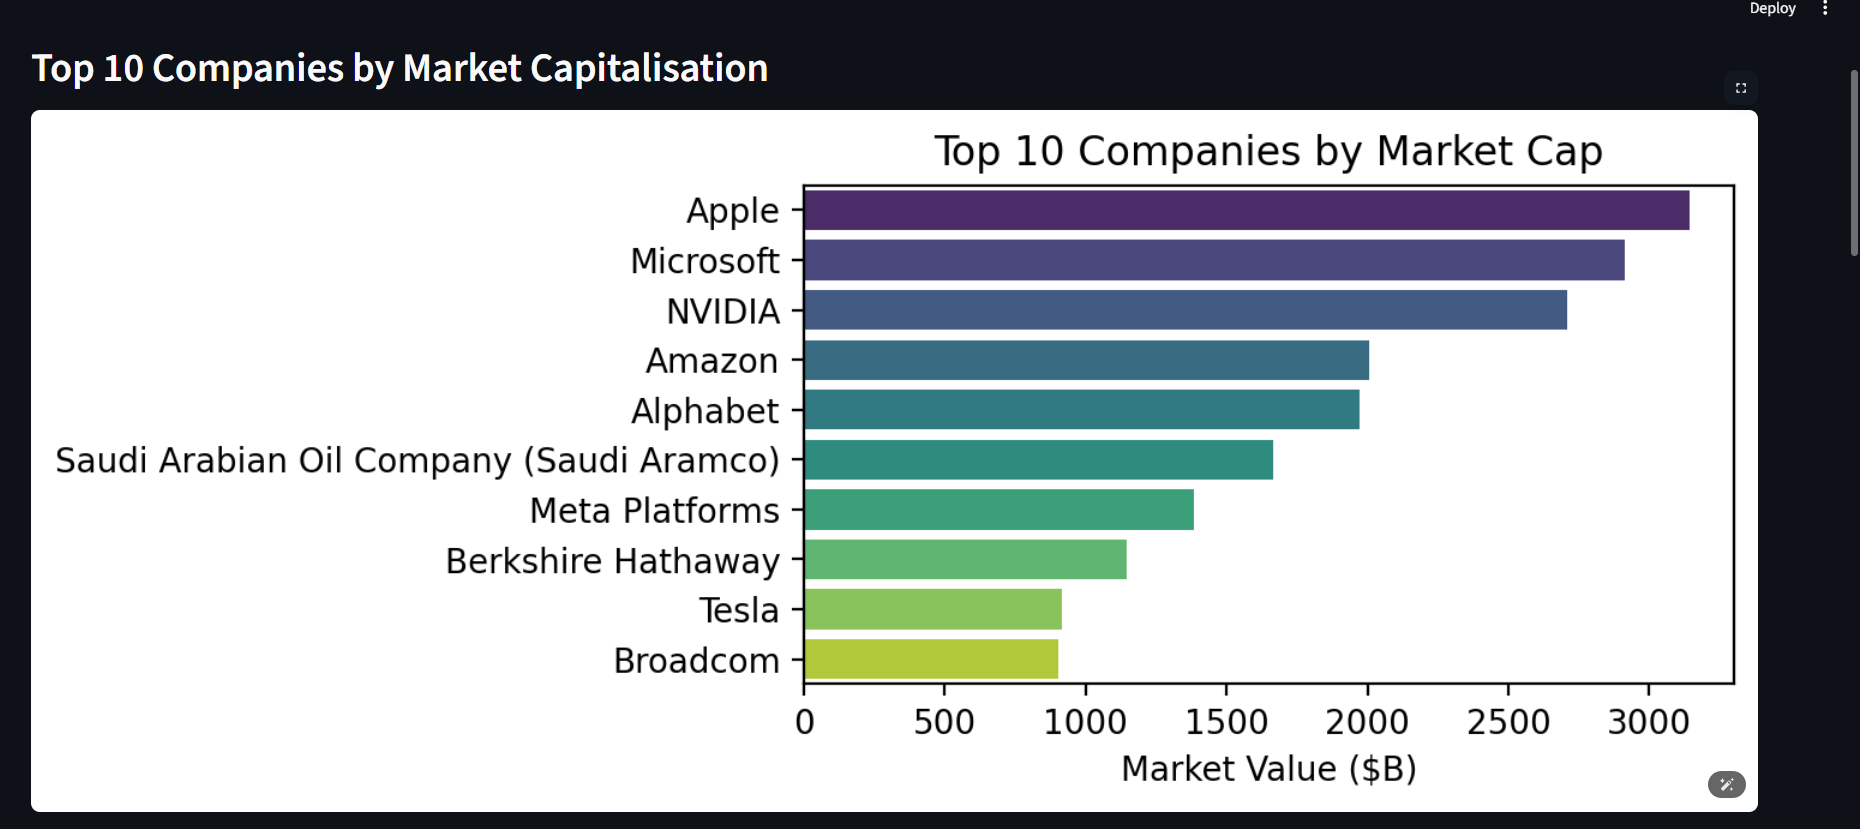 Deploy
Top 10 Companies by Market Capitalisation
Top 10 Companies by Market Cap
Apple
Microsoft
NVIDIA
Amazon
Alphabet
Saudi Arabian Oil Company (Saudi Aramco)
Meta Platforms
Berkshire Hathaway
Tesla
Broadcom
0 500 1000 1500 2000 2500 3000
Market Value ($B)